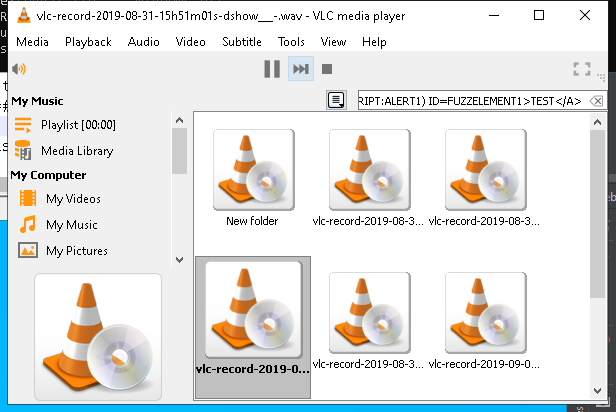 vlc-record-2019-08-31-15h51m01s-dshow__-.wav - VLC media player
Media Playback Audio Video Subtitle Tools View Help
My Music
RIPT:ALERT1) ID=FUZZELEMENT1>TEST</A>
Playlist [00:00]
Media Library
My Computer
My Videos
My Music
My Pictures
New folder
vlc-record-2019-08-3...
vlc-record-2019-08-3...
vlc-record-2019-0...
vlc-record-2019-08-3...
vlc-record-2019-09-0...